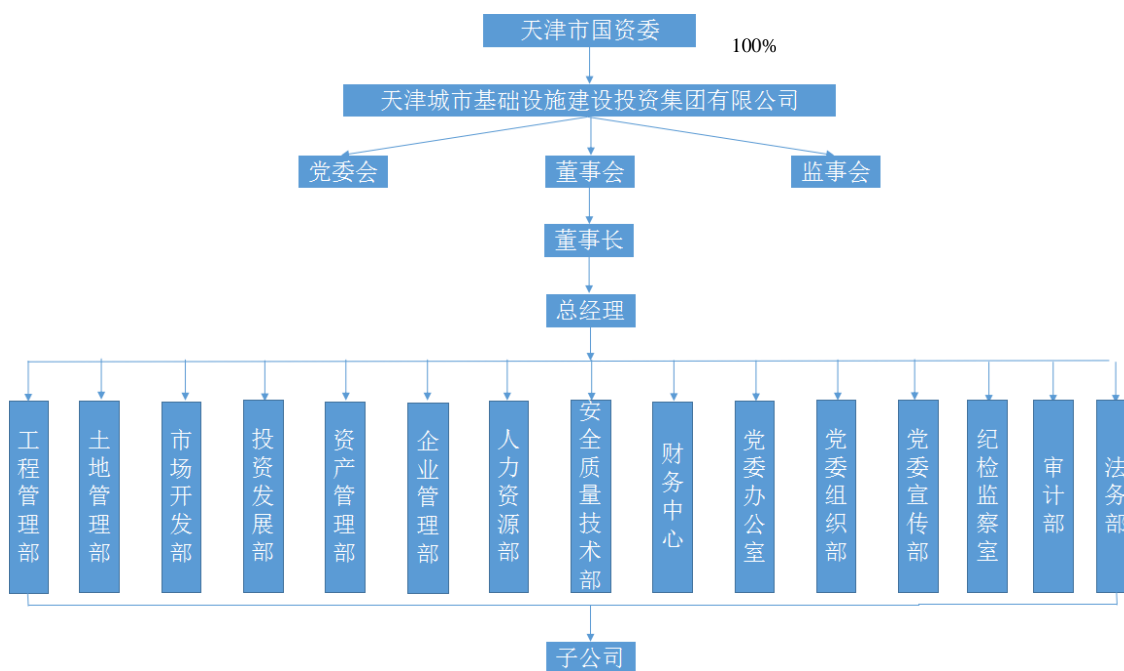 天津市国资委
100%
天津城市基础设施建设投资集团有限公司
党委会
董事会
监事会
董事长
总经理
工程管理部
土地管理部
市场开发部
投资发展部
资产管理部
企业管理部
人力资源部
安全质量技术部
财务中心
党委办公室
党委组织部
党委宣传部
纪检监察室
审计部
法务部
子公司